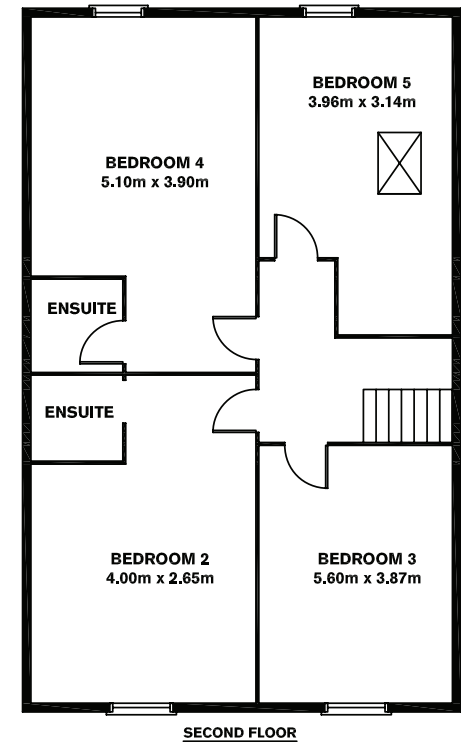 BEDROOM 5
3.96m x 3.14m
BEDROOM 4
5.10m x 3.90m
ENSUITE
ENSUITE
BEDROOM 2
4.00m x 2.65m
BEDROOM 3
5.60m x 3.87m
SECOND FLOOR